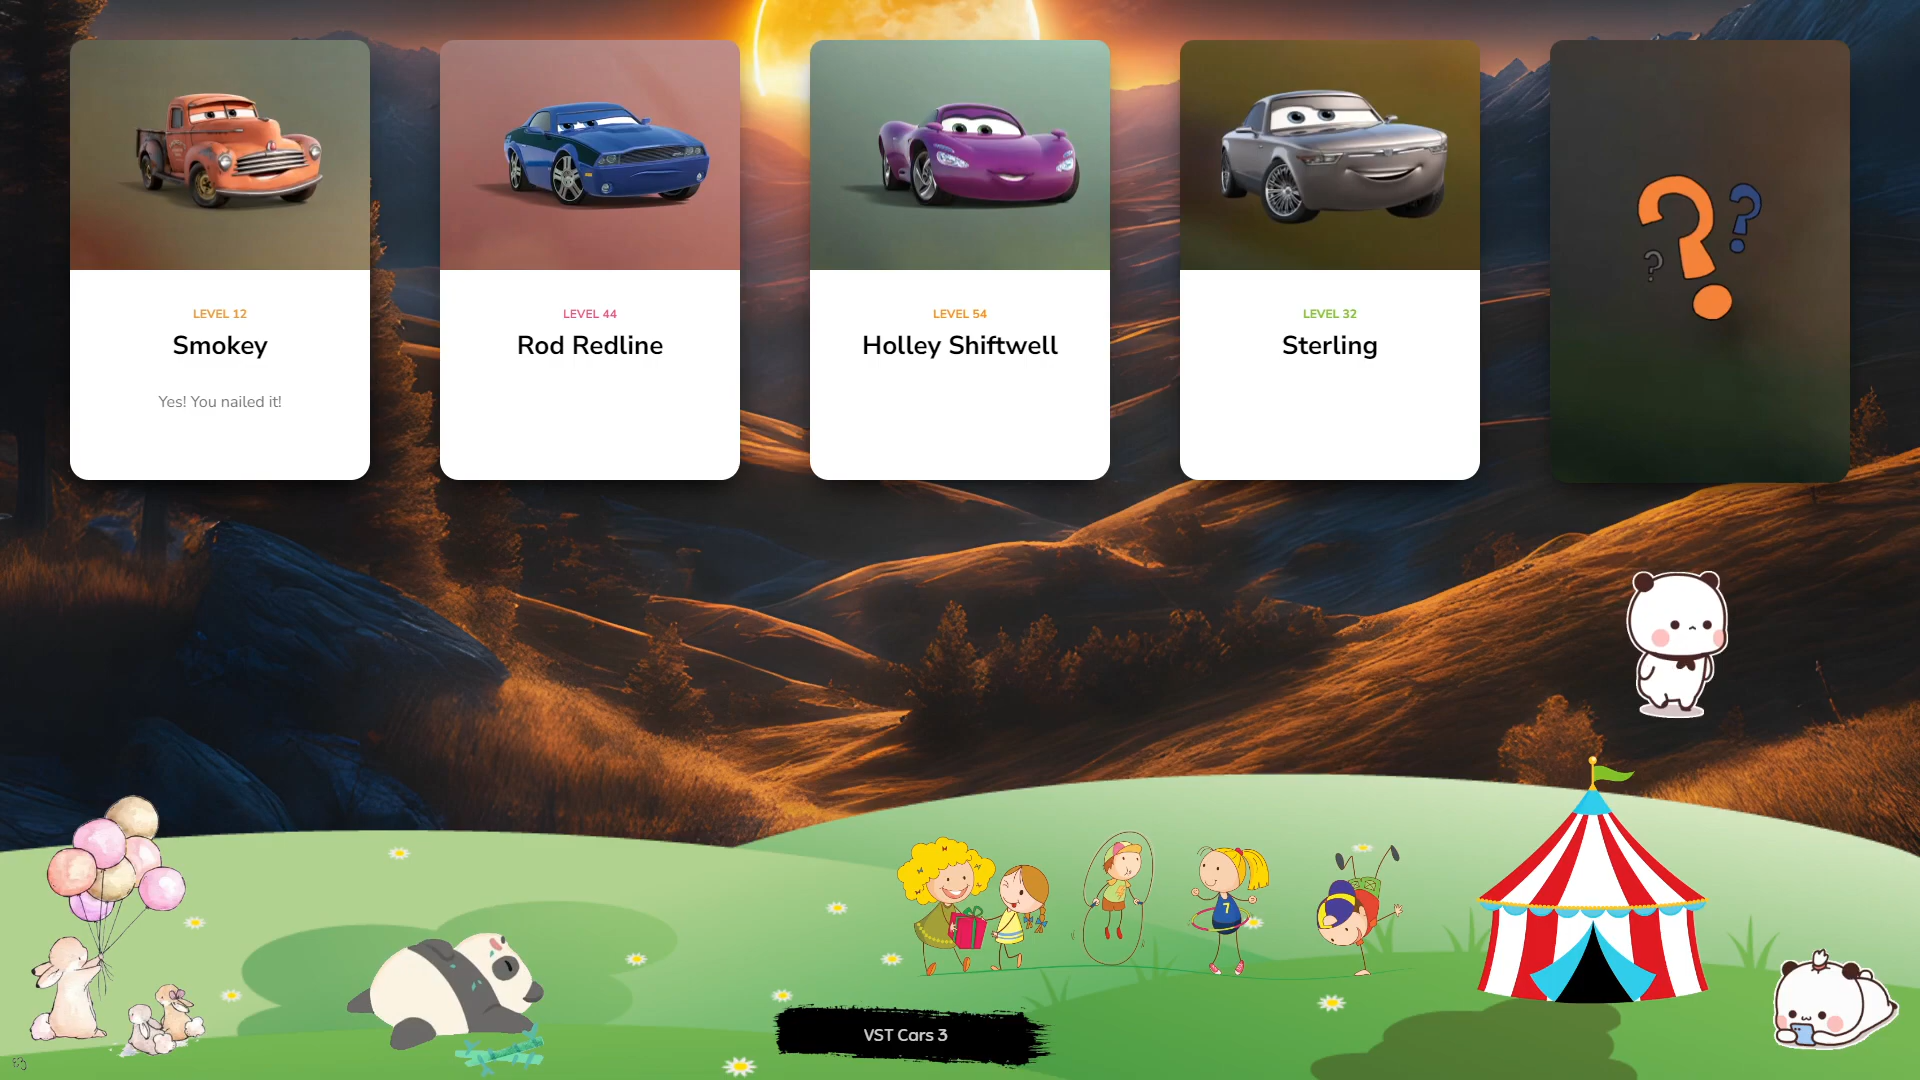 LEVEL 12
Smokey
Yes! You nailed it!
LEVEL 44
Rod Redline
LEVEL 54
Holley Shiftwell
LEVEL 32
Sterling
? ? ?
7
VST Cars 3